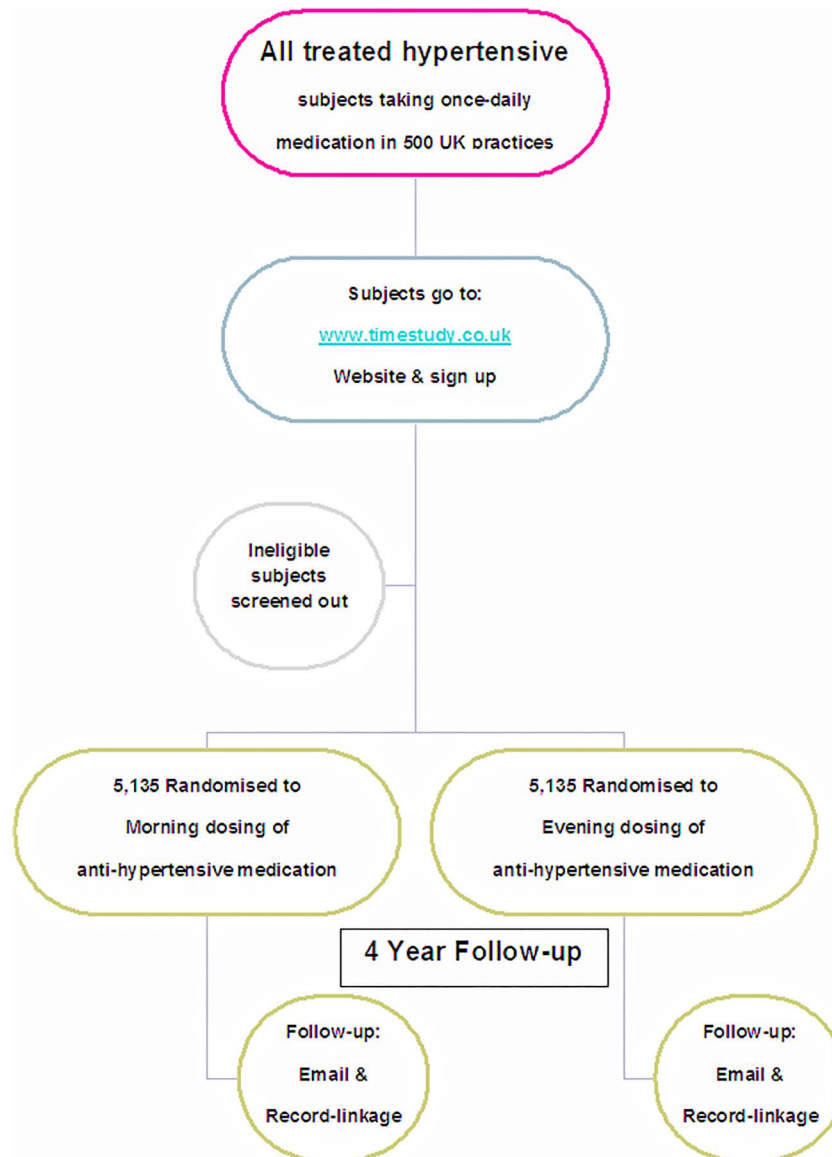 All treated hypertensive
subjects taking once-daily
medication in 500 UK practices
Subjects go to:
www.timestudy.co.uk
Website & sign up
Ineligible
subjects
screened out
5,135 Randomised to
Morning dosing of
anti-hypertensive medication
5,135 Randomised to
Evening dosing of
anti-hypertensive medication
4 Year Follow-up
Follow-up:
Email &
Record-linkage
Follow-up:
Email &
Record-linkage